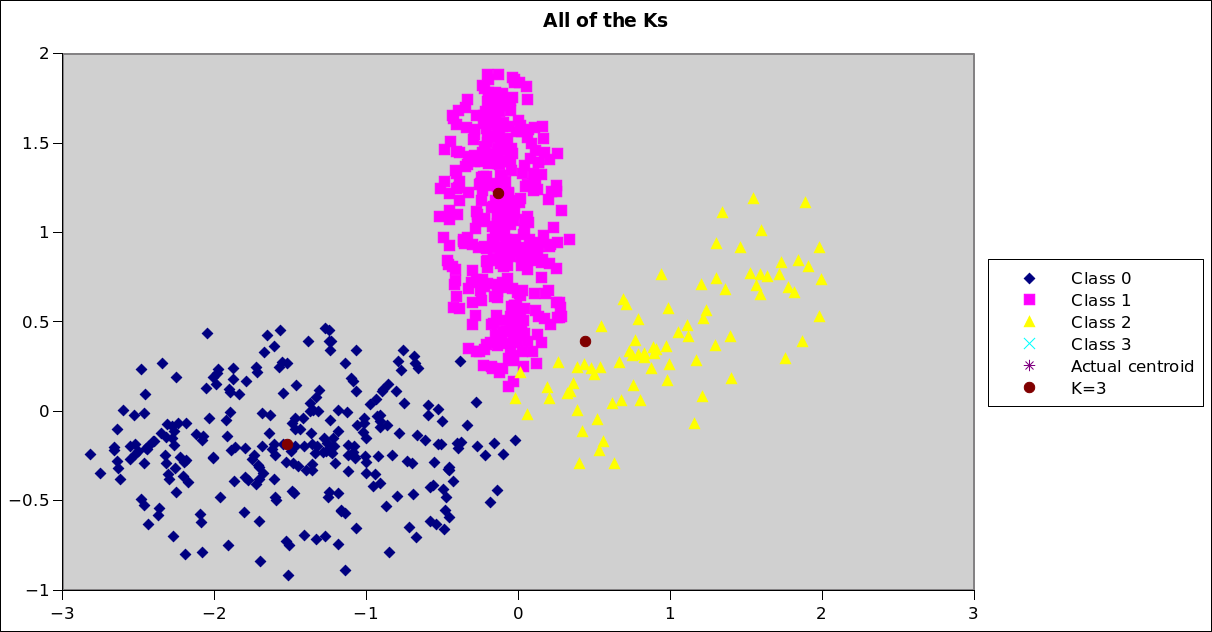 All of the Ks
2
1.5
1
0.5
0
−0.5
−1
−3
−2
−1
0
1
2
3
Class 0
Class 1
Class 2
Class 3
Actual centroid
K=3